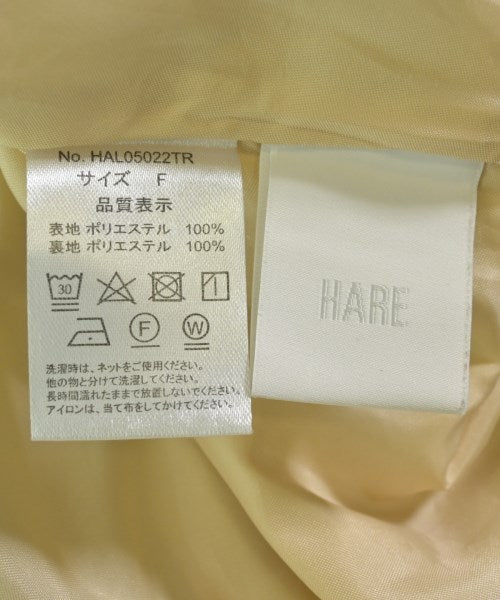 No. HAL05022TR
サイズ F
品質表示
表地 ポリエステル 100%
裏地 ポリエステル 100%
30
F W
洗濯時は、ネットをご使用ください。
他の物と分けて洗濯してください。
長時間濡れたままで放置しないでください。
アイロンは、当て布をしてかけてください。
HARE